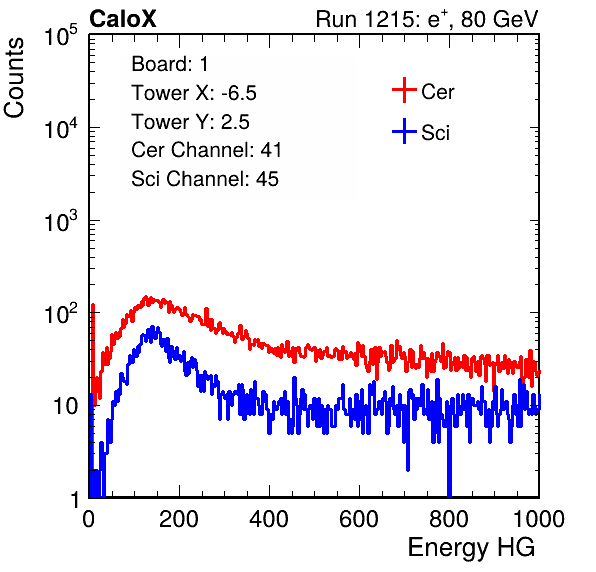 CaloX Run 1215: e⁺, 80 GeV
Counts
10⁵
10⁴
10³
10²
10
1
Board: 1
Tower X: -6.5
Tower Y: 2.5
Cer Channel: 41
Sci Channel: 45
Cer
Sci
0 200 400 600 800 1000
Energy HG